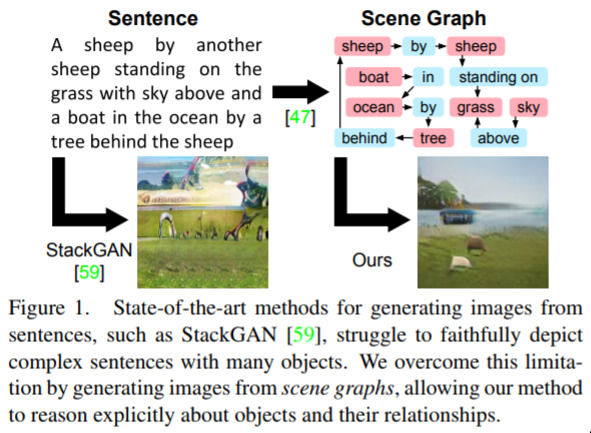 Sentence
A sheep by another
sheep standing on the
grass with sky above and
a boat in the ocean by a
tree behind the sheep
[47]
Scene Graph
sheep by sheep
boat in standing on
ocean by grass sky
behind tree above
StackGAN
[59]
Ours
Figure 1. State-of-the-art methods for generating images from
sentences, such as StackGAN [59], struggle to faithfully depict
complex sentences with many objects. We overcome this limita-
tion by generating images from scene graphs, allowing our method
to reason explicitly about objects and their relationships.